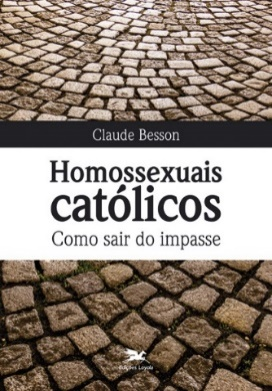 Claude Besson
Homossexuais
católicos
Como sair do impasse
Edições Loyola